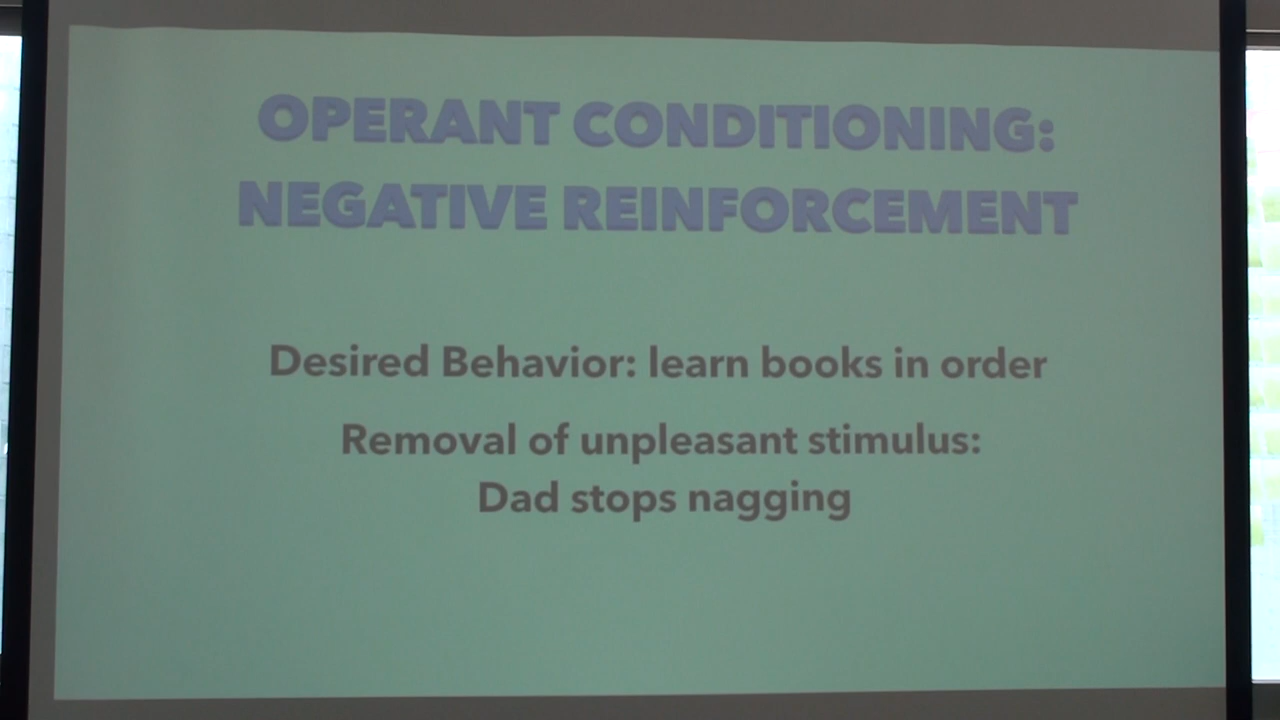 OPERANT CONDITIONING:
NEGATIVE REINFORCEMENT
Desired Behavior: learn books in order
Removal of unpleasant stimulus:
Dad stops nagging